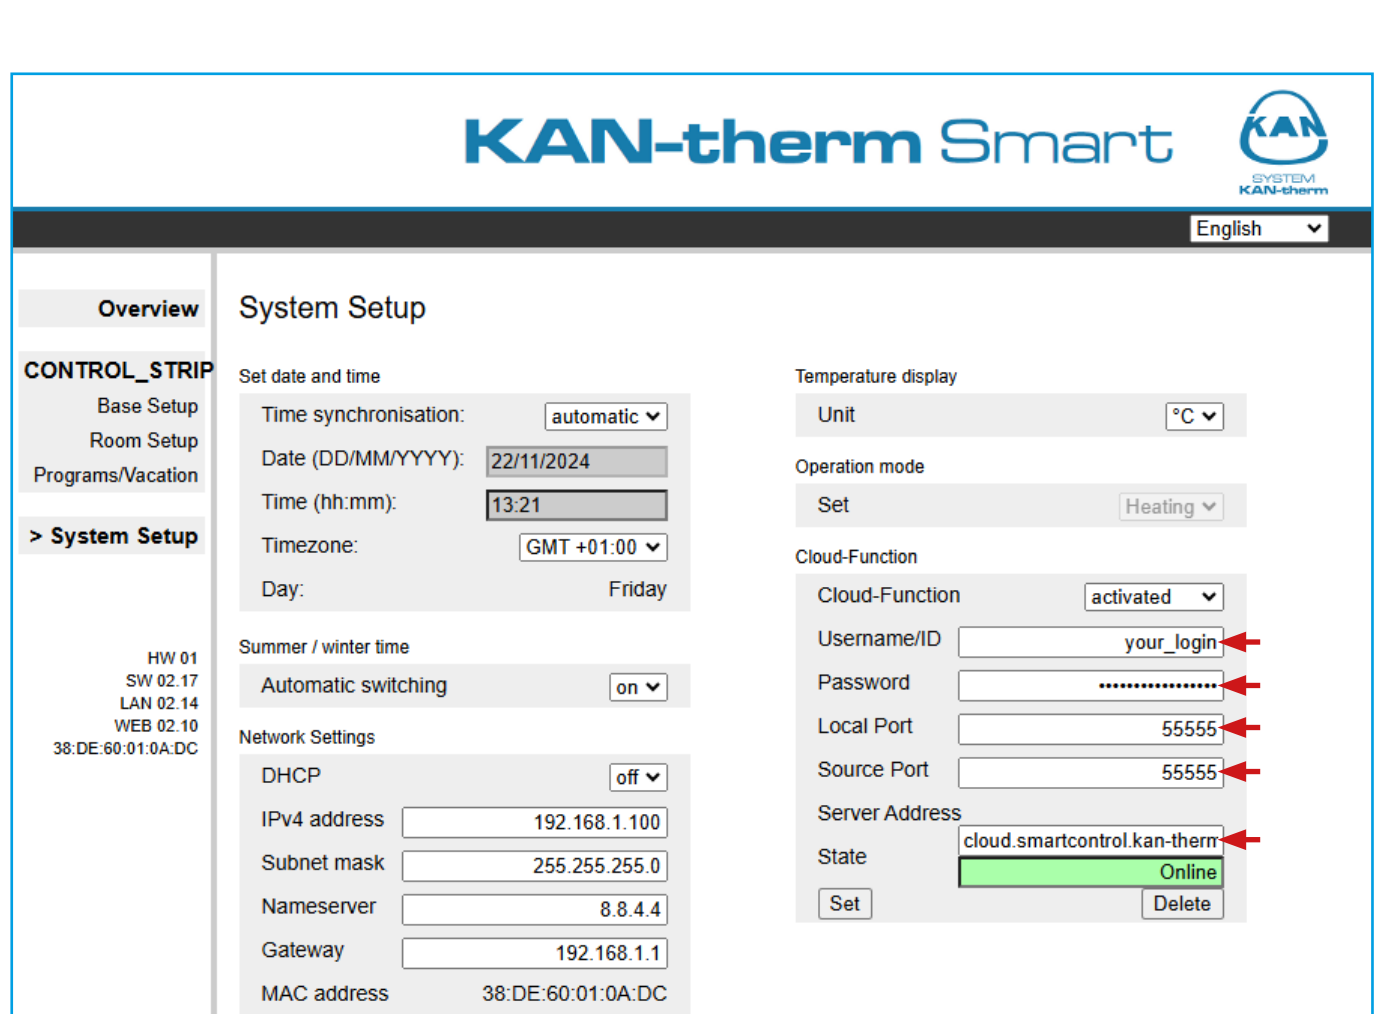 KAN-therm Smart
KAN
SYSTEM
KAN-therm
English
Overview
CONTROL_STRIP
Base Setup
Room Setup
Programs/Vacation
> System Setup
HW 01
SW 02.17
LAN 02.14
WEB 02.10
38:DE:60:01:0A:DC
System Setup
Set date and time
Time synchronisation: automatic
Date (DD/MM/YYYY): 22/11/2024
Time (hh:mm): 13:21
Timezone: GMT +01:00
Day: Friday
Summer / winter time
Automatic switching on
Network Settings
DHCP off
IPv4 address 192.168.1.100
Subnet mask 255.255.255.0
Nameserver 8.8.4.4
Gateway 192.168.1.1
MAC address 38:DE:60:01:0A:DC
Temperature display
Unit °C
Operation mode
Set Heating
Cloud-Function
Cloud-Function activated
Username/ID your_login
Password •••••••••••••••••
Local Port 55555
Source Port 55555
Server Address
cloud.smartcontrol.kan-therm
State Online
Set Delete